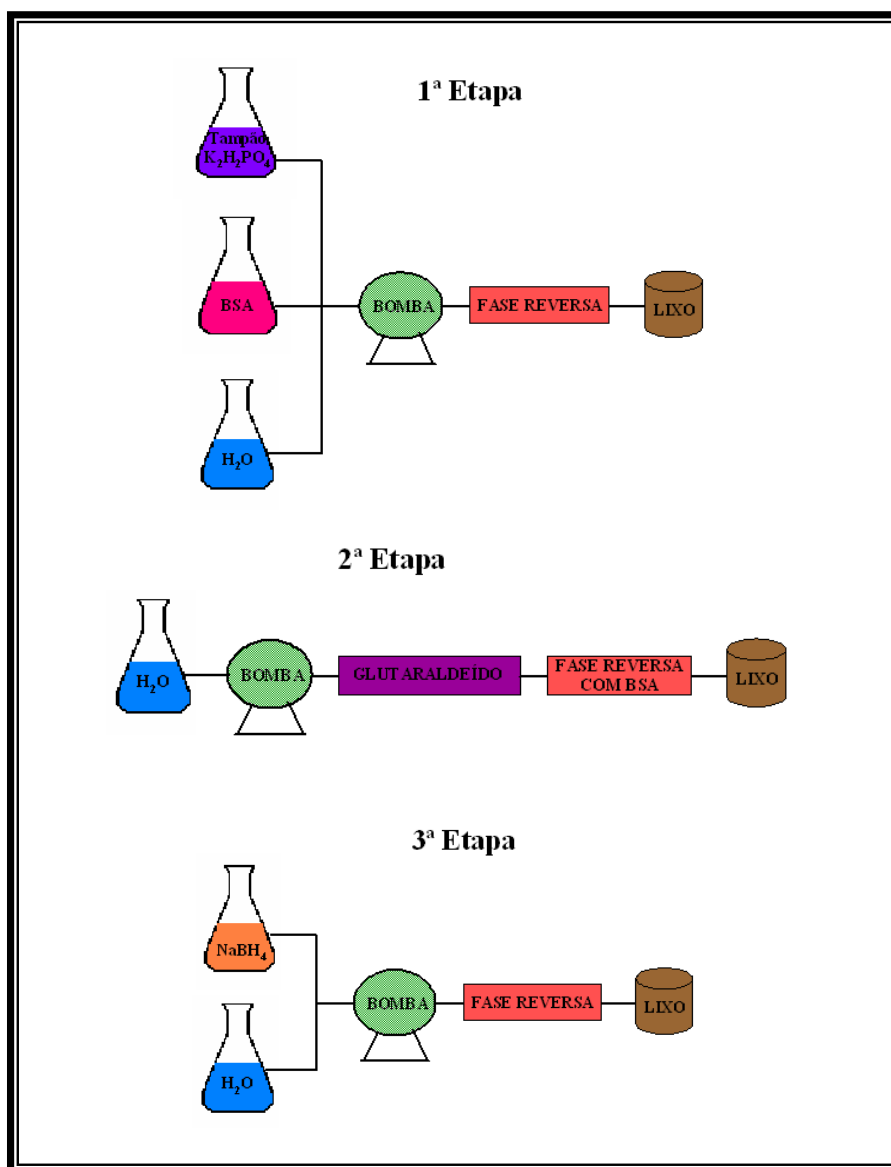 1ª Etapa
Tampão
K₂H₂PO₄
BSA
BOMBA
FASE REVERSA
LIXO
H₂O
2ª Etapa
H₂O
BOMBA
GLUTARALDEÍDO
FASE REVERSA
COM BSA
LIXO
3ª Etapa
NaBH₄
BOMBA
FASE REVERSA
LIXO
H₂O